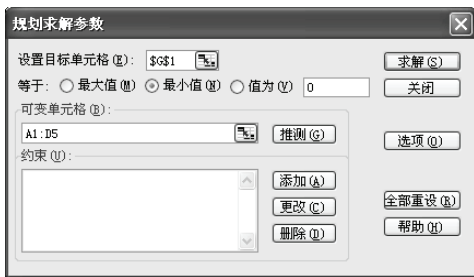 规划求解参数
设置目标单元格(E): $G$1 求解(S)
等于: 最大值(M) 最小值(N) 值为(V) 0 关闭
可变单元格(B):
A1:D5 推测(G) 选项(O)
约束(U):
添加(A)
更改(C) 全部重设(R)
删除(D) 帮助(H)